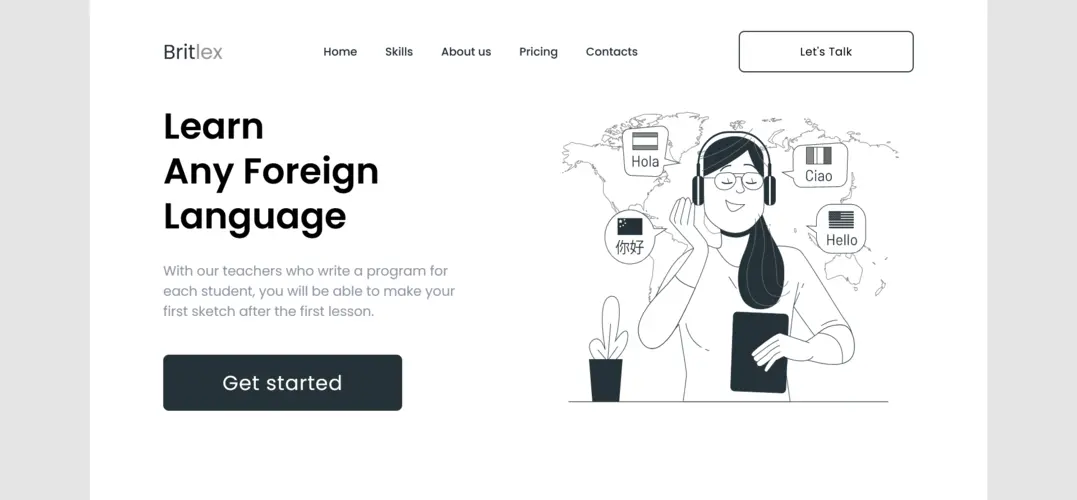 Britlex
Home Skills About us Pricing Contacts
Let's Talk
Learn
Any Foreign
Language
With our teachers who write a program for
each student, you will be able to make your
first sketch after the first lesson.
Get started
Hola
Ciao
你好
Hello